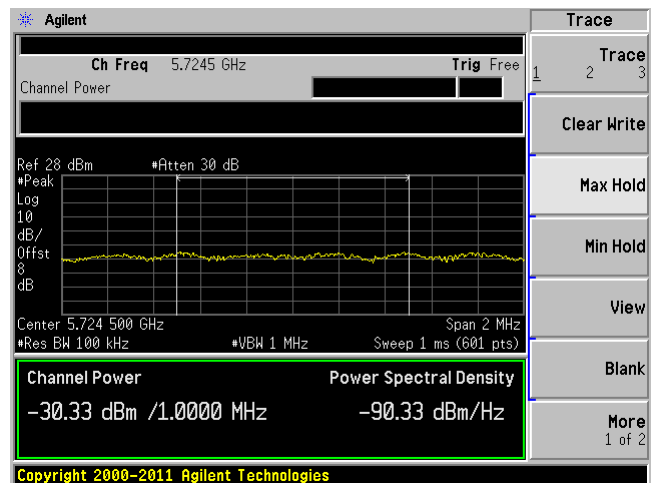 Agilent
Trace
Ch Freq 5.7245 GHz Trig Free
Channel Power
Trace
1 2 3
Clear Write
Ref 28 dBm #Atten 30 dB
#Peak
Log
10
dB/
Offst
8
dB
Max Hold
Min Hold
View
Center 5.724 500 GHz Span 2 MHz
#Res BW 100 kHz #VBW 1 MHz Sweep 1 ms (601 pts)
Blank
Channel Power Power Spectral Density
-30.33 dBm /1.0000 MHz -90.33 dBm/Hz
More
1 of 2
Copyright 2000-2011 Agilent Technologies